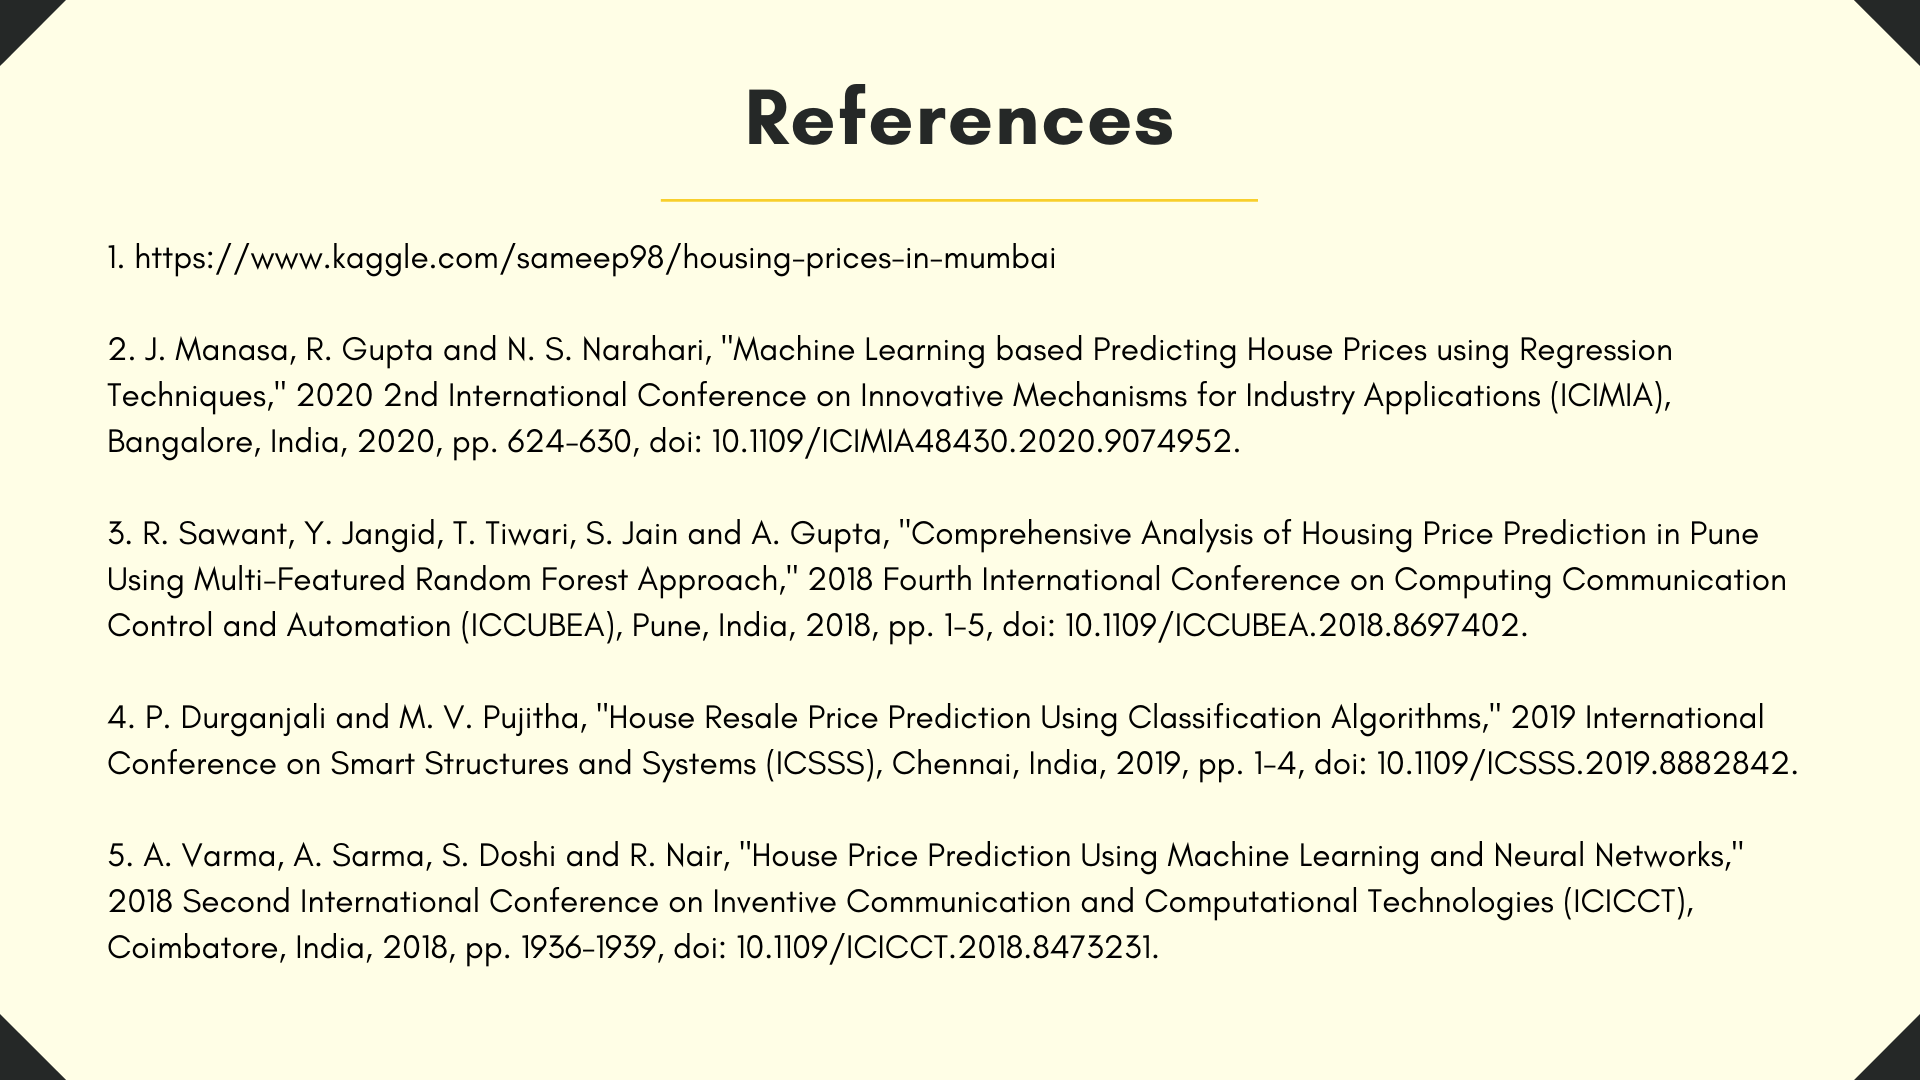 References
1. https://www.kaggle.com/sameep98/housing-prices-in-mumbai
2. J. Manasa, R. Gupta and N. S. Narahari, "Machine Learning based Predicting House Prices using Regression
Techniques," 2020 2nd International Conference on Innovative Mechanisms for Industry Applications (ICIMIA),
Bangalore, India, 2020, pp. 624-630, doi: 10.1109/ICIMIA48430.2020.9074952.
3. R. Sawant, Y. Jangid, T. Tiwari, S. Jain and A. Gupta, "Comprehensive Analysis of Housing Price Prediction in Pune
Using Multi-Featured Random Forest Approach," 2018 Fourth International Conference on Computing Communication
Control and Automation (ICCUBEA), Pune, India, 2018, pp. 1-5, doi: 10.1109/ICCUBEA.2018.8697402.
4. P. Durganjali and M. V. Pujitha, "House Resale Price Prediction Using Classification Algorithms," 2019 International
Conference on Smart Structures and Systems (ICSSS), Chennai, India, 2019, pp. 1-4, doi: 10.1109/ICSSS.2019.8882842.
5. A. Varma, A. Sarma, S. Doshi and R. Nair, "House Price Prediction Using Machine Learning and Neural Networks,"
2018 Second International Conference on Inventive Communication and Computational Technologies (ICICCT),
Coimbatore, India, 2018, pp. 1936-1939, doi: 10.1109/ICICCT.2018.8473231.